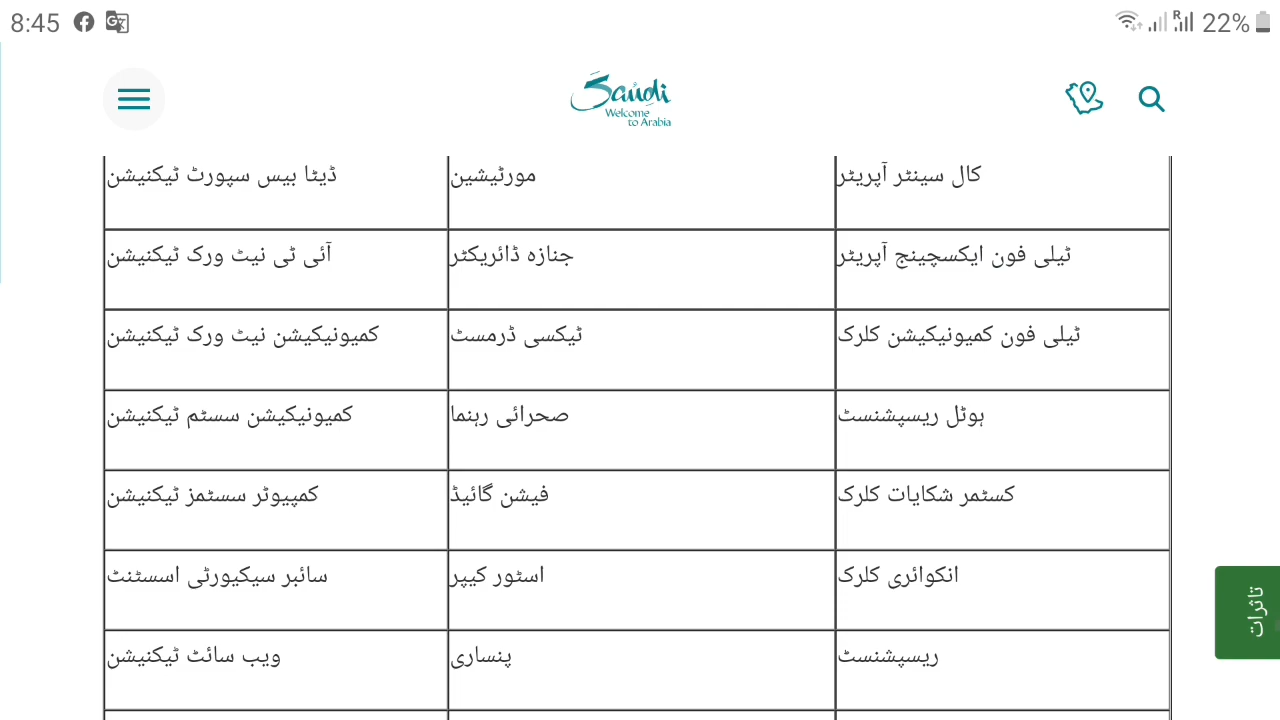 8:45
22%
Saudi
Welcome
to Arabia
کال سینٹر آپریٹر
مورٹیشین
ڈیٹا بیس سپورٹ ٹیکنیشن
ٹیلی فون ایکسچینج آپریٹر
جنازہ ڈائریکٹر
آئی ٹی نیٹ ورک ٹیکنیشن
ٹیلی فون کمیونیکیشن کلرک
ٹیکسی ڈرمسٹ
کمیونیکیشن نیٹ ورک ٹیکنیشن
ہوٹل ریسپشنسٹ
صحرائی رہنما
کمیونیکیشن سسٹم ٹیکنیشن
کسٹمر شکایات کلرک
فیشن گائیڈ
کمپیوٹر سسٹمز ٹیکنیشن
انکوائری کلرک
اسٹور کیپر
سائبر سیکیورٹی اسسٹنٹ
ریسپشنسٹ
پنساری
ویب سائٹ ٹیکنیشن
تاثرات